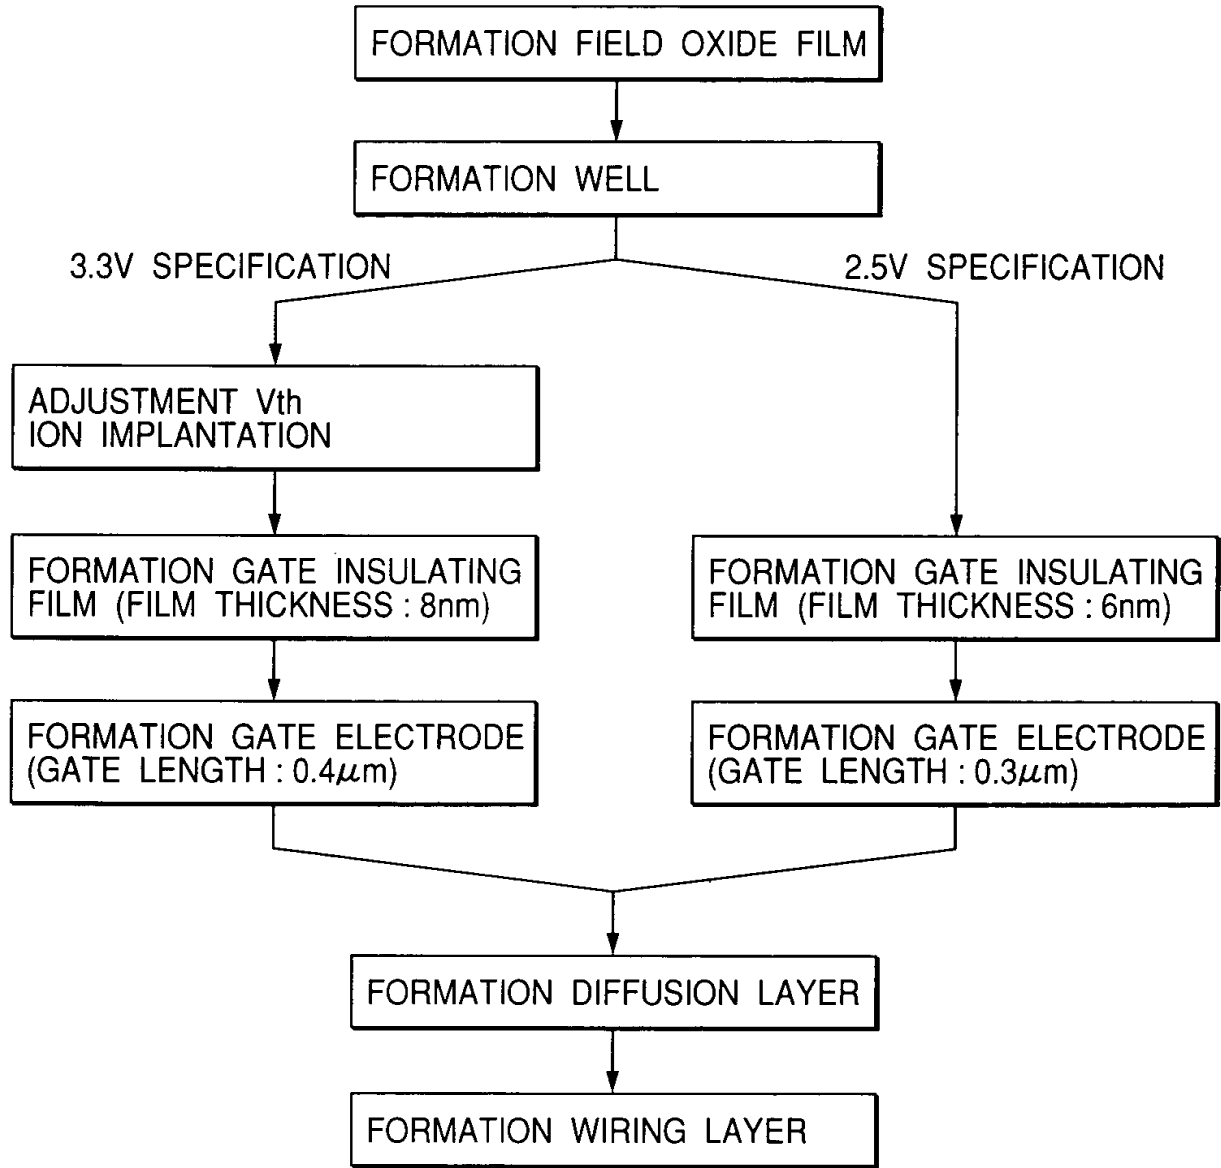 FORMATION FIELD OXIDE FILM
FORMATION WELL
3.3V SPECIFICATION
2.5V SPECIFICATION
ADJUSTMENT Vth
ION IMPLANTATION
FORMATION GATE INSULATING
FILM (FILM THICKNESS : 8nm)
FORMATION GATE INSULATING
FILM (FILM THICKNESS : 6nm)
FORMATION GATE ELECTRODE
(GATE LENGTH : 0.4μm)
FORMATION GATE ELECTRODE
(GATE LENGTH : 0.3μm)
FORMATION DIFFUSION LAYER
FORMATION WIRING LAYER